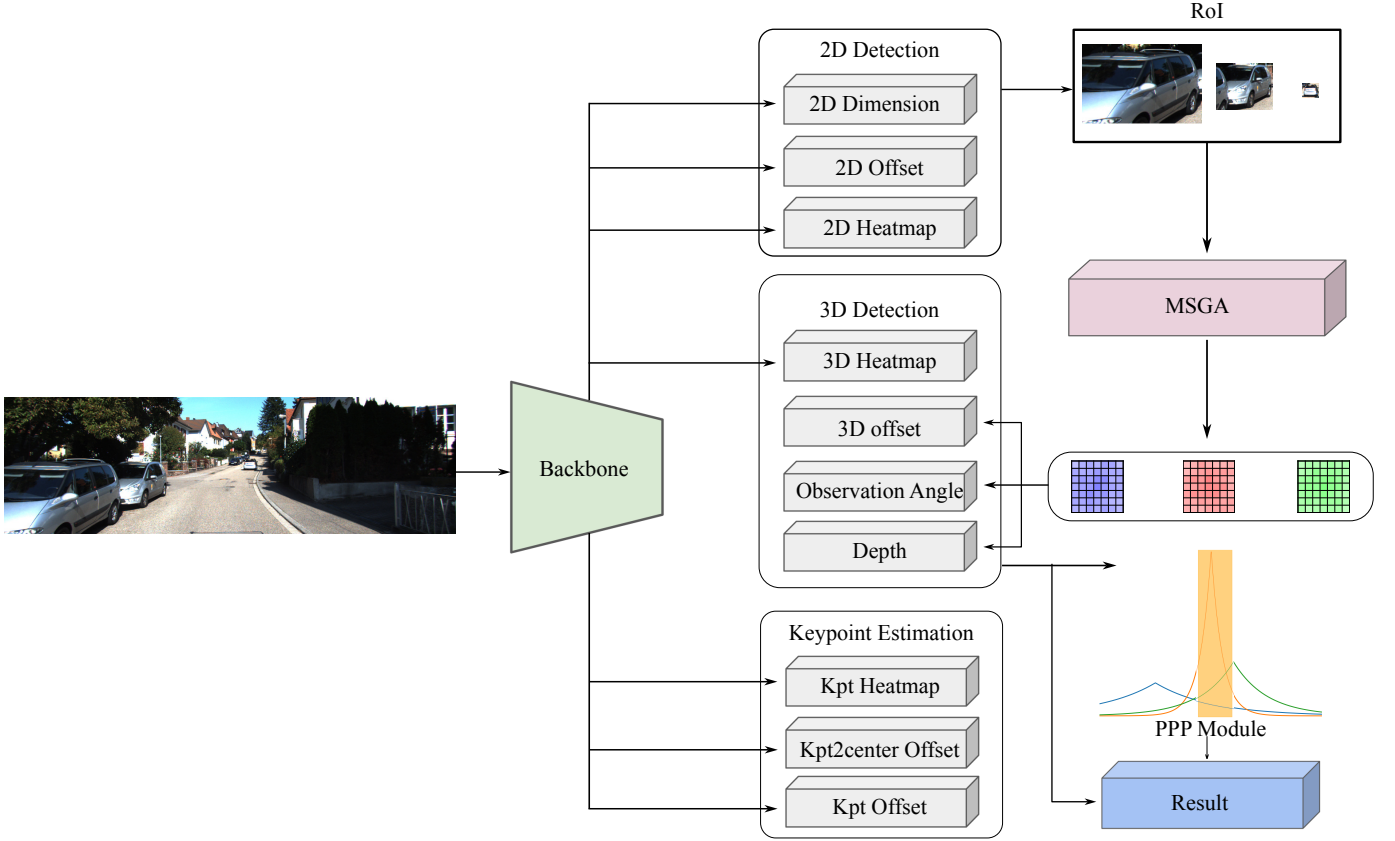 RoI
2D Detection
2D Dimension
2D Offset
2D Heatmap
MSGA
3D Detection
3D Heatmap
3D offset
Observation Angle
Depth
Backbone
Keypoint Estimation
Kpt Heatmap
Kpt2center Offset
Kpt Offset
PPP Module
Result